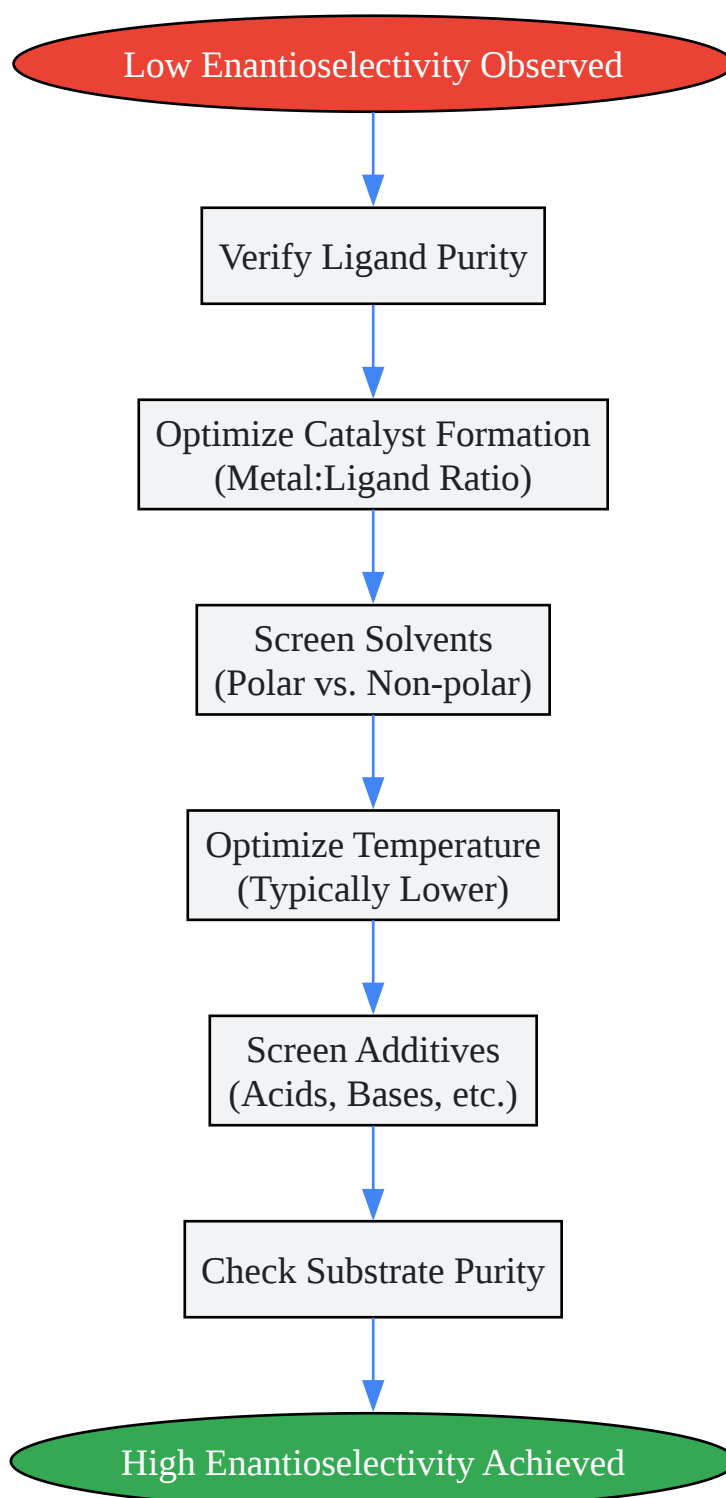 Low Enantioselectivity Observed
Verify Ligand Purity
Optimize Catalyst Formation
(Metal:Ligand Ratio)
Screen Solvents
(Polar vs. Non-polar)
Optimize Temperature
(Typically Lower)
Screen Additives
(Acids, Bases, etc.)
Check Substrate Purity
High Enantioselectivity Achieved